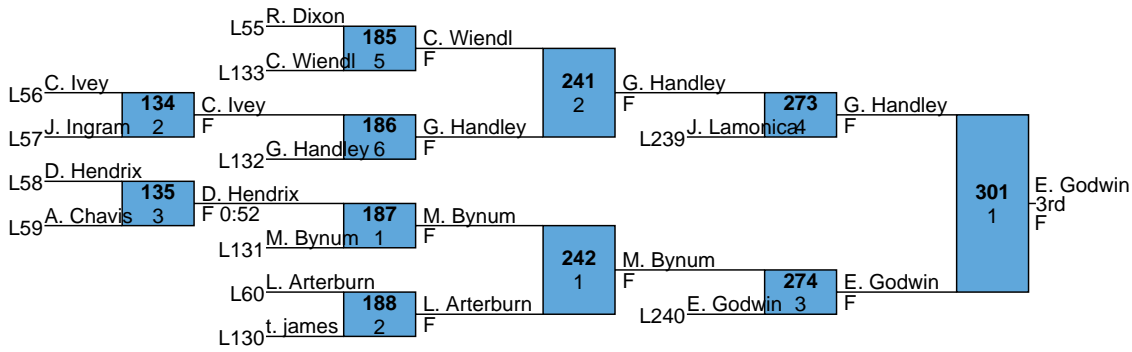 R. Dixon
L55
185
C. Wiendl
C. Wiendl
5
F
L133
241
G. Handley
C. Ivey
2
F
L56
134
C. Ivey
273
G. Handley
J. Ingram
2
F
186
G. Handley
J. Lamonica
4
F
L57
G. Handley
6
F
L239
L132
D. Hendrix
L58
135
D. Hendrix
301
E. Godwin
A. Chavis
3
F 0:52
187
M. Bynum
1
3rd
L59
M. Bynum
1
F
F
L131
242
M. Bynum
L. Arterburn
1
F
274
E. Godwin
L60
188
L. Arterburn
E. Godwin
3
F
t. james
2
F
L240
L130